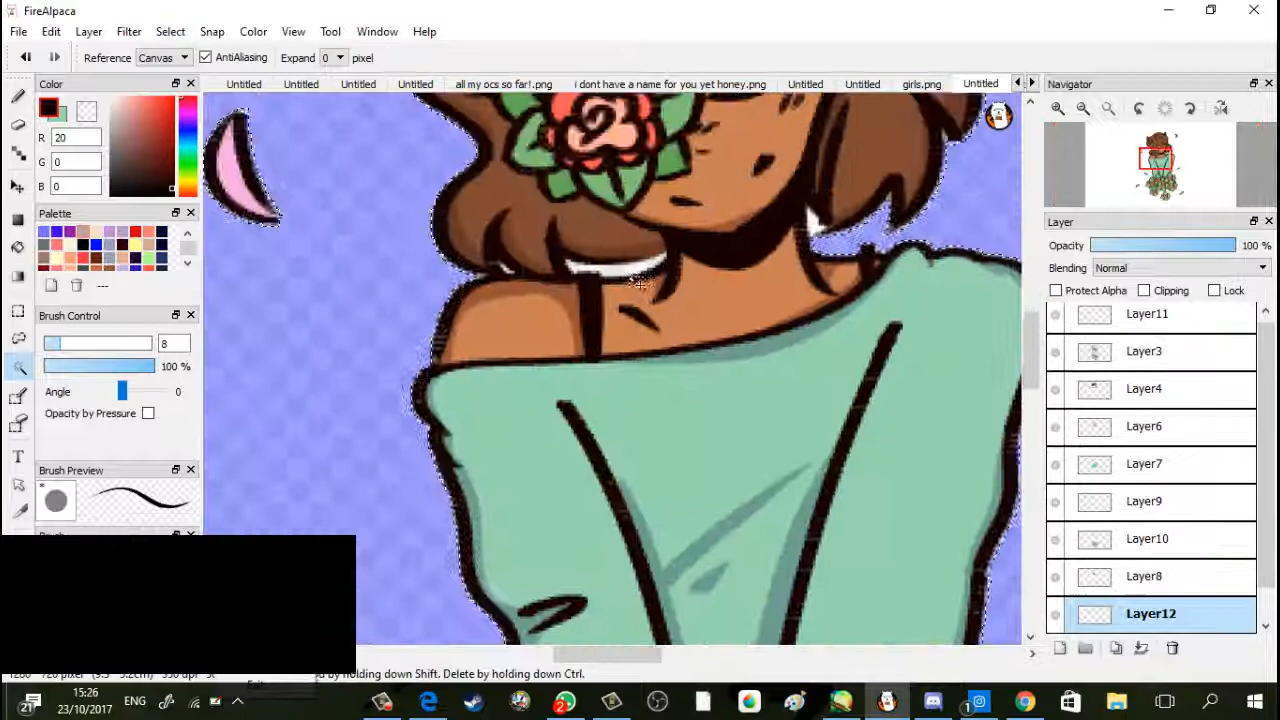 FireAlpaca
File Edit Layer Filter Select Snap Color View Tool Window Help
Reference Canvas AntiAliasing Expand 0 pixel
Color
Untitled Untitled Untitled Untitled all my ocs so far!.png i dont have a name for you yet honey.png Untitled Untitled girls.png Untitled
Navigator
R 20
G 0
B 0
Palette
---
Brush Control
8
100 %
Angle 0
Opacity by Pressure
Brush Preview
*
T
Layer
Opacity 100 %
Blending Normal
Protect Alpha Clipping Lock
Layer11
Layer3
Layer4
Layer6
Layer7
Layer9
Layer10
Layer8
Layer12
by holding down Shift. Delete by holding down Ctrl.
21
15:26
23/10/2017
ENG
2
1